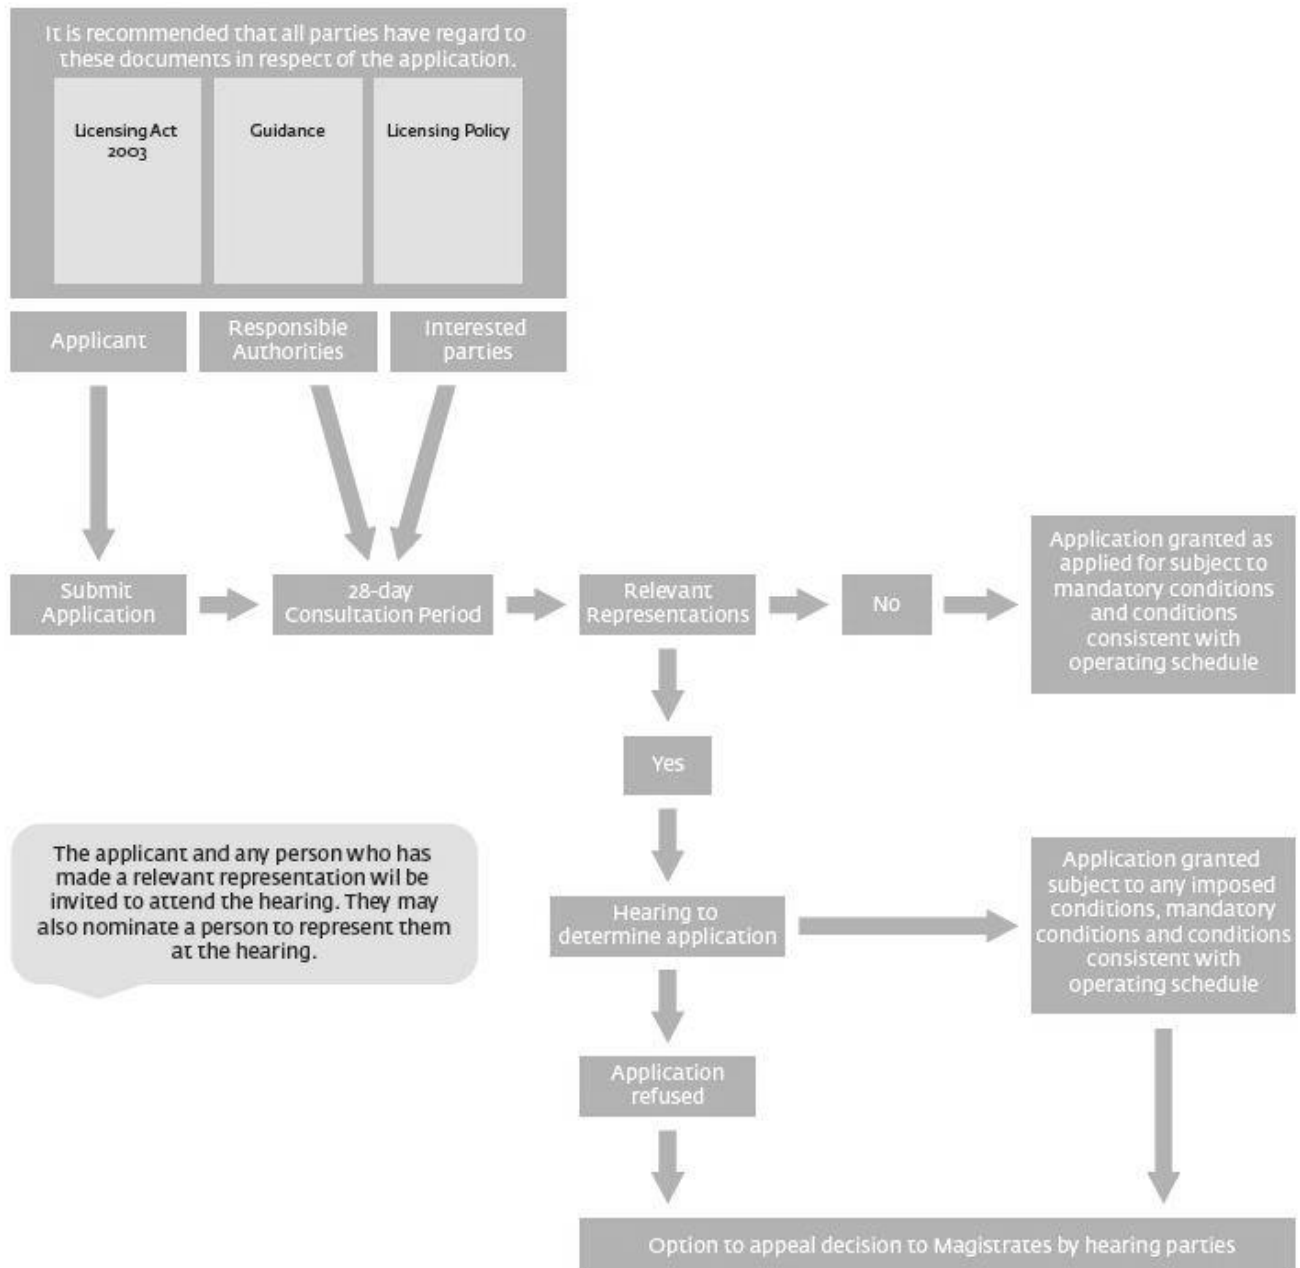 It is recommended that all parties have regard to
these documents in respect of the application.
Licensing Act
2003
Guidance
Licensing Policy
Applicant
Responsible
Authorities
Interested
parties
Submit
Application
28-day
Consultation Period
Relevant
Representations
No
Application granted as
applied for subject to
mandatory conditions
and conditions
consistent with
operating schedule
Yes
The applicant and any person who has
made a relevant representation wil be
invited to attend the hearing. They may
also nominate a person to represent them
at the hearing.
Hearing to
determine application
Application granted
subject to any imposed
conditions, mandatory
conditions and conditions
consistent with
operating schedule
Application
refused
Option to appeal decision to Magistrates by hearing parties